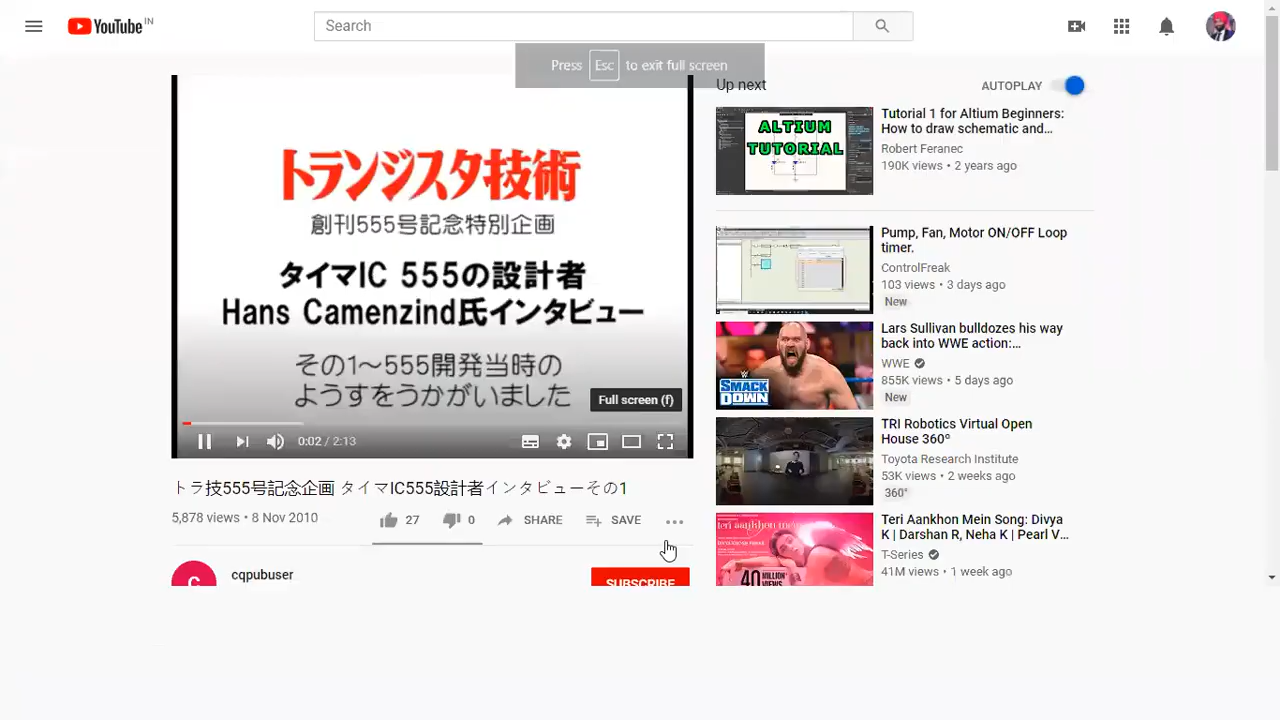 YouTube IN
Search
Press Esc to exit full screen
トランジスタ技術
創刊555号記念特別企画
タイマIC 555の設計者
Hans Camenzind氏インタビュー
その1～555開発当時の
ようすをうかがいました
Full screen (f)
0:02 / 2:13
トラ技555号記念企画 タイマIC555設計者インタビューその1
5,878 views • 8 Nov 2010
27
0
SHARE
SAVE
C
cqpubuser
SUBSCRIBE
Up next
AUTOPLAY
ALTIUM
TUTORIAL
Tutorial 1 for Altium Beginners:
How to draw schematic and...
Robert Feranec
190K views • 2 years ago
Pump, Fan, Motor ON/OFF Loop
timer.
ControlFreak
103 views • 3 days ago
New
W
SMACK
DOWN
Lars Sullivan bulldozes his way
back into WWE action:...
WWE
855K views • 5 days ago
New
TRI Robotics Virtual Open
House 360º
Toyota Research Institute
53K views • 2 weeks ago
360°
teri aankhon mein
40 MILLION
Teri Aankhon Mein Song: Divya
K | Darshan R, Neha K | Pearl V...
T-Series
41M views • 1 week ago